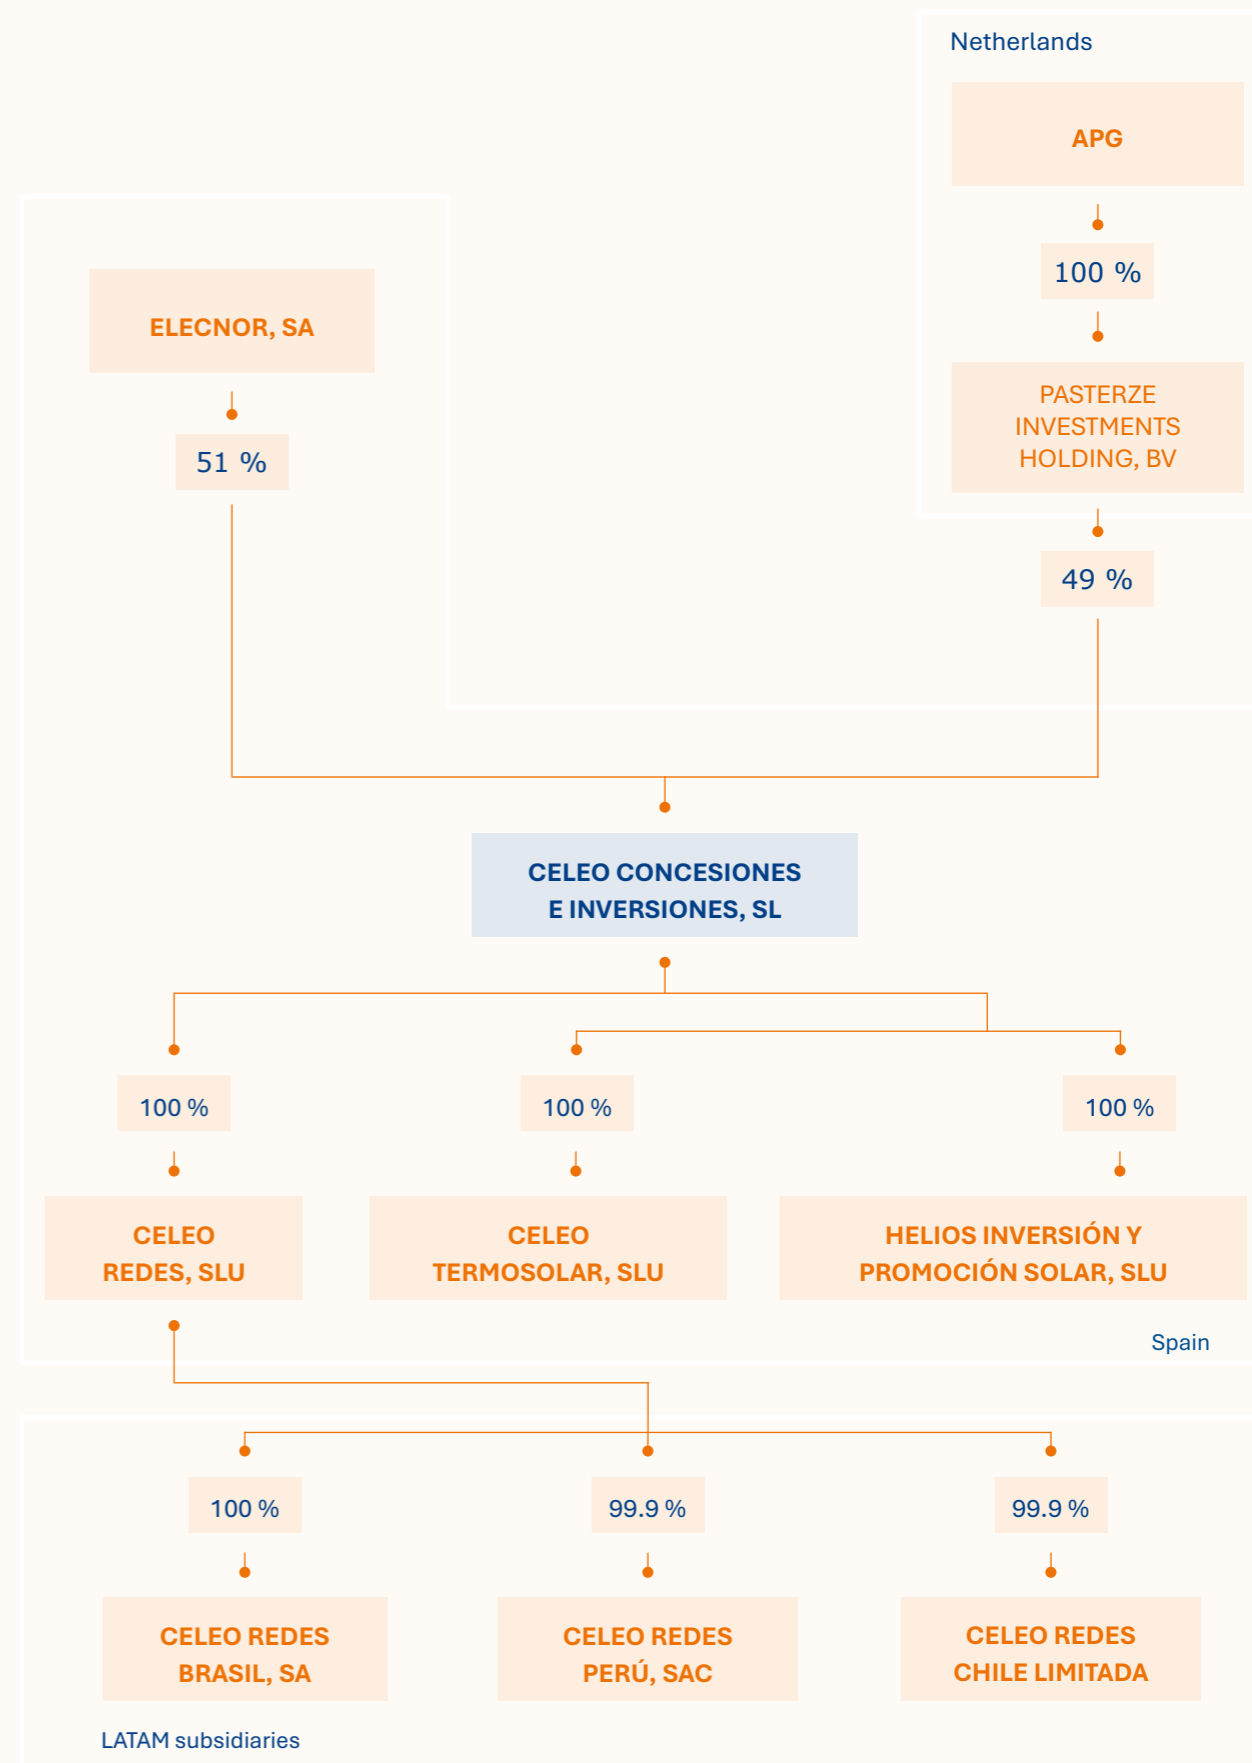 Netherlands
APG
100 %
ELECNOR, SA
PASTERZE
INVESTMENTS
HOLDING, BV
51 %
49 %
CELEO CONCESIONES
E INVERSIONES, SL
100 %
100 %
100 %
CELEO
REDES, SLU
CELEO
TERMOSOLAR, SLU
HELIOS INVERSIÓN Y
PROMOCIÓN SOLAR, SLU
Spain
100 %
99.9 %
99.9 %
CELEO REDES
BRASIL, SA
CELEO REDES
PERÚ, SAC
CELEO REDES
CHILE LIMITADA
LATAM subsidiaries